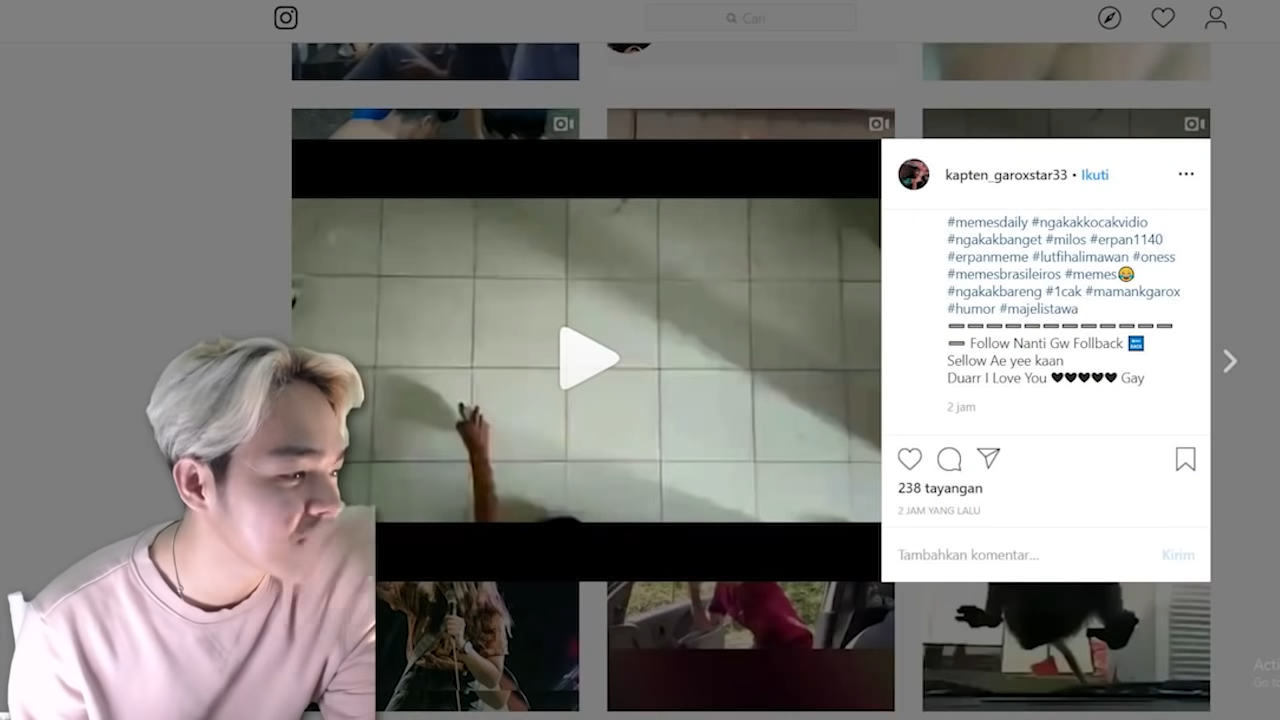 Cari
kapten_garoxstar33 • Ikuti
#memesdaily #ngakakkocakvidio
#ngakakbanget #milos #erpan1140
#erpanmeme #lutfihalimawan #oness
#memesbrasileiros #memes😂
#ngakakbareng #1cak #mamankgarox
#humor #majelistawa
➖➖➖➖➖➖➖➖➖➖➖➖
➖ Follow Nanti Gw Follback 🔙
Sellow Ae yee kaan
Duarr I Love You ♥♥♥♥♥ Gay
2 jam
238 tayangan
2 JAM YANG LALU
Tambahkan komentar... Kirim